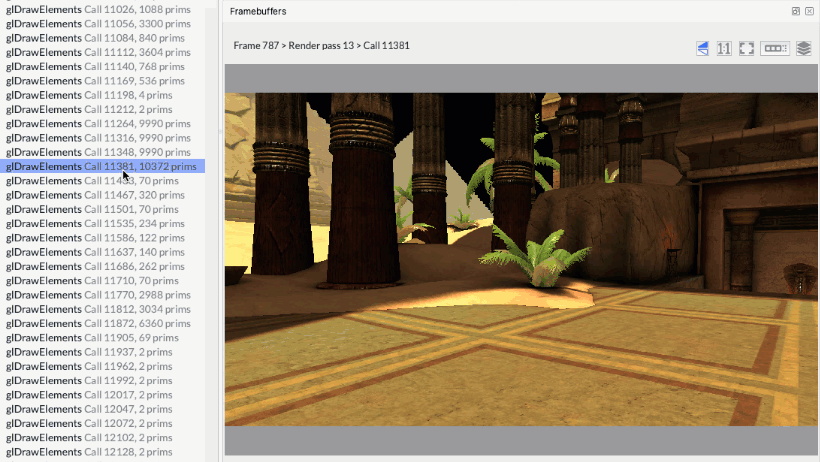 glDrawElements Call 11026, 1088 prims
glDrawElements Call 11056, 3300 prims
glDrawElements Call 11084, 840 prims
glDrawElements Call 11112, 3604 prims
glDrawElements Call 11140, 768 prims
glDrawElements Call 11169, 536 prims
glDrawElements Call 11198, 4 prims
glDrawElements Call 11212, 2 prims
glDrawElements Call 11264, 9990 prims
glDrawElements Call 11316, 9990 prims
glDrawElements Call 11348, 9990 prims
glDrawElements Call 11381, 10372 prims
glDrawElements 70 prims
glDrawElements Call 11467, 320 prims
glDrawElements Call 11501, 70 prims
glDrawElements Call 11535, 234 prims
glDrawElements Call 11586, 122 prims
glDrawElements Call 11637, 140 prims
glDrawElements Call 11686, 262 prims
glDrawElements Call 11710, 70 prims
glDrawElements Call 11770, 2988 prims
glDrawElements Call 11812, 3034 prims
glDrawElements Call 11872, 6360 prims
glDrawElements Call 11905, 69 prims
glDrawElements Call 11937, 2 prims
glDrawElements Call 11962, 2 prims
glDrawElements Call 11992, 2 prims
glDrawElements Call 12017, 2 prims
glDrawElements Call 12047, 2 prims
glDrawElements Call 12072, 2 prims
glDrawElements Call 12102, 2 prims
glDrawElements Call 12128, 2 prims
Framebuffers
Frame 787 > Render pass 13 > Call 11381
1:1